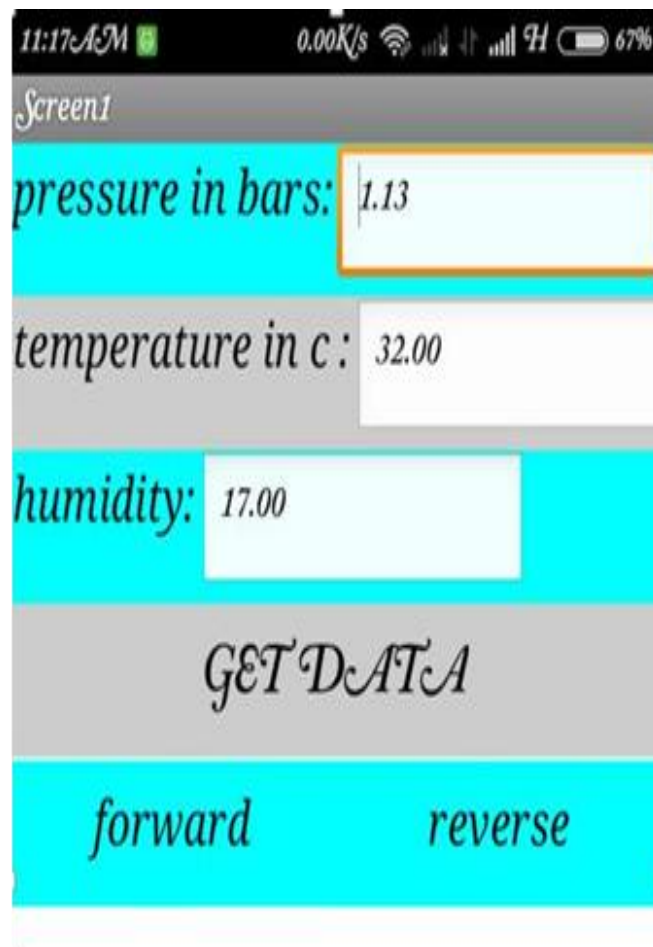 11:17AM 0.00K/s H 67%
Screen1
pressure in bars: 1.13
temperature in c : 32.00
humidity: 17.00
GET DATA
forward reverse